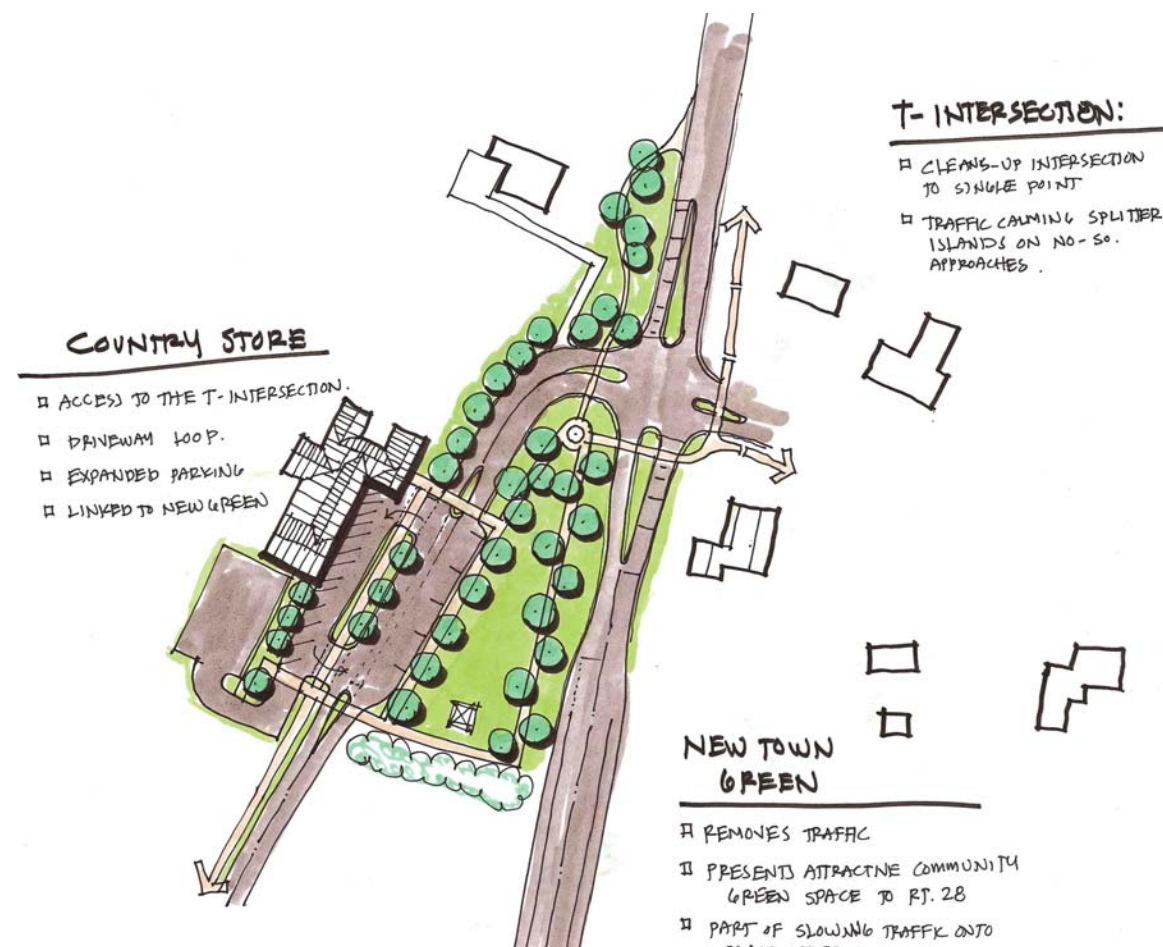 T-INTERSECTION:
CLEANS-UP INTERSECTION
TO SINGLE POINT
TRAFFIC CALMING SPLITTER
ISLANDS ON NO-SO.
APPROACHES.
COUNTRY STORE
ACCESS TO THE T-INTERSECTION.
DRIVEWAY LOOP.
EXPANDED PARKING
LINKED TO NEW GREEN
NEW TOWN
GREEN
REMOVES TRAFFIC
PRESENTS ATTRACTIVE COMMUNITY
GREEN SPACE TO RT. 28
PART OF SLOWING TRAFFIC ONTO